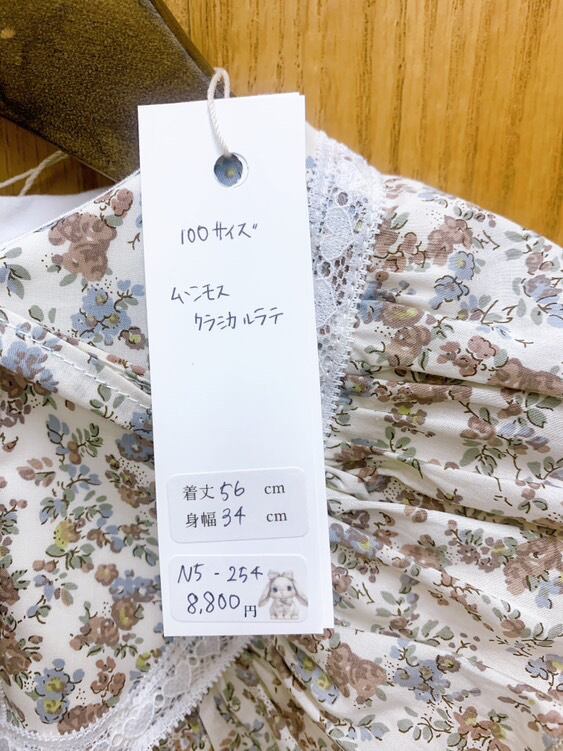 100サイズ
ムーンモス
クラシカルラテ
着丈 56 cm
身幅 34 cm
N5-254
8,800円